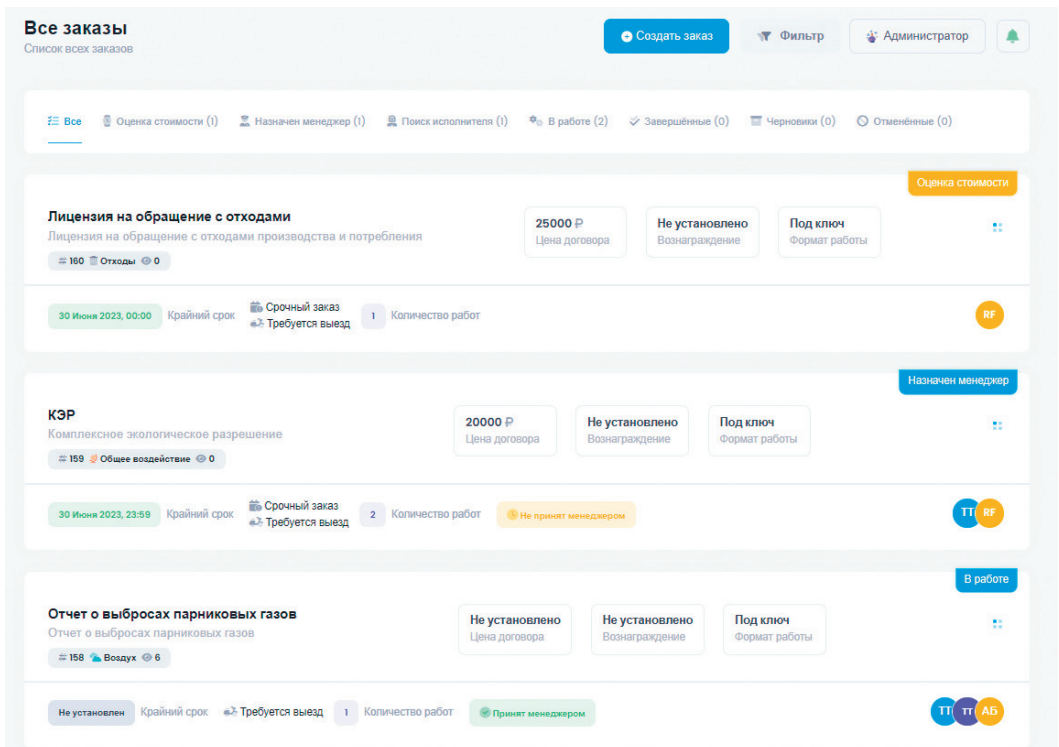 Все заказы
Список всех заказов
Создать заказ
Фильтр
Администратор
Все
Оценка стоимости (1)
Назначен менеджер (1)
Поиск исполнителя (1)
В работе (2)
Завершённые (0)
Черновики (0)
Отменённые (0)
Оценка стоимости
Лицензия на обращение с отходами
Лицензия на обращение с отходами производства и потребления
# 160 Отходы 0
25000 ₽
Цена договора
Не установлено
Вознаграждение
Под ключ
Формат работы
30 Июня 2023, 00:00
Крайний срок
Срочный заказ
Требуется выезд
1 Количество работ
RF
Назначен менеджер
КЭР
Комплексное экологическое разрешение
# 159 Общее воздействие 0
20000 ₽
Цена договора
Не установлено
Вознаграждение
Под ключ
Формат работы
30 Июня 2023, 23:59
Крайний срок
Срочный заказ
Требуется выезд
2 Количество работ
Не принят менеджером
ТТ RF
В работе
Отчет о выбросах парниковых газов
Отчет о выбросах парниковых газов
# 158 Воздух 6
Не установлено
Цена договора
Не установлено
Вознаграждение
Под ключ
Формат работы
Не установлен
Крайний срок
Требуется выезд
1 Количество работ
Принят менеджером
ТТ ТТ АБ